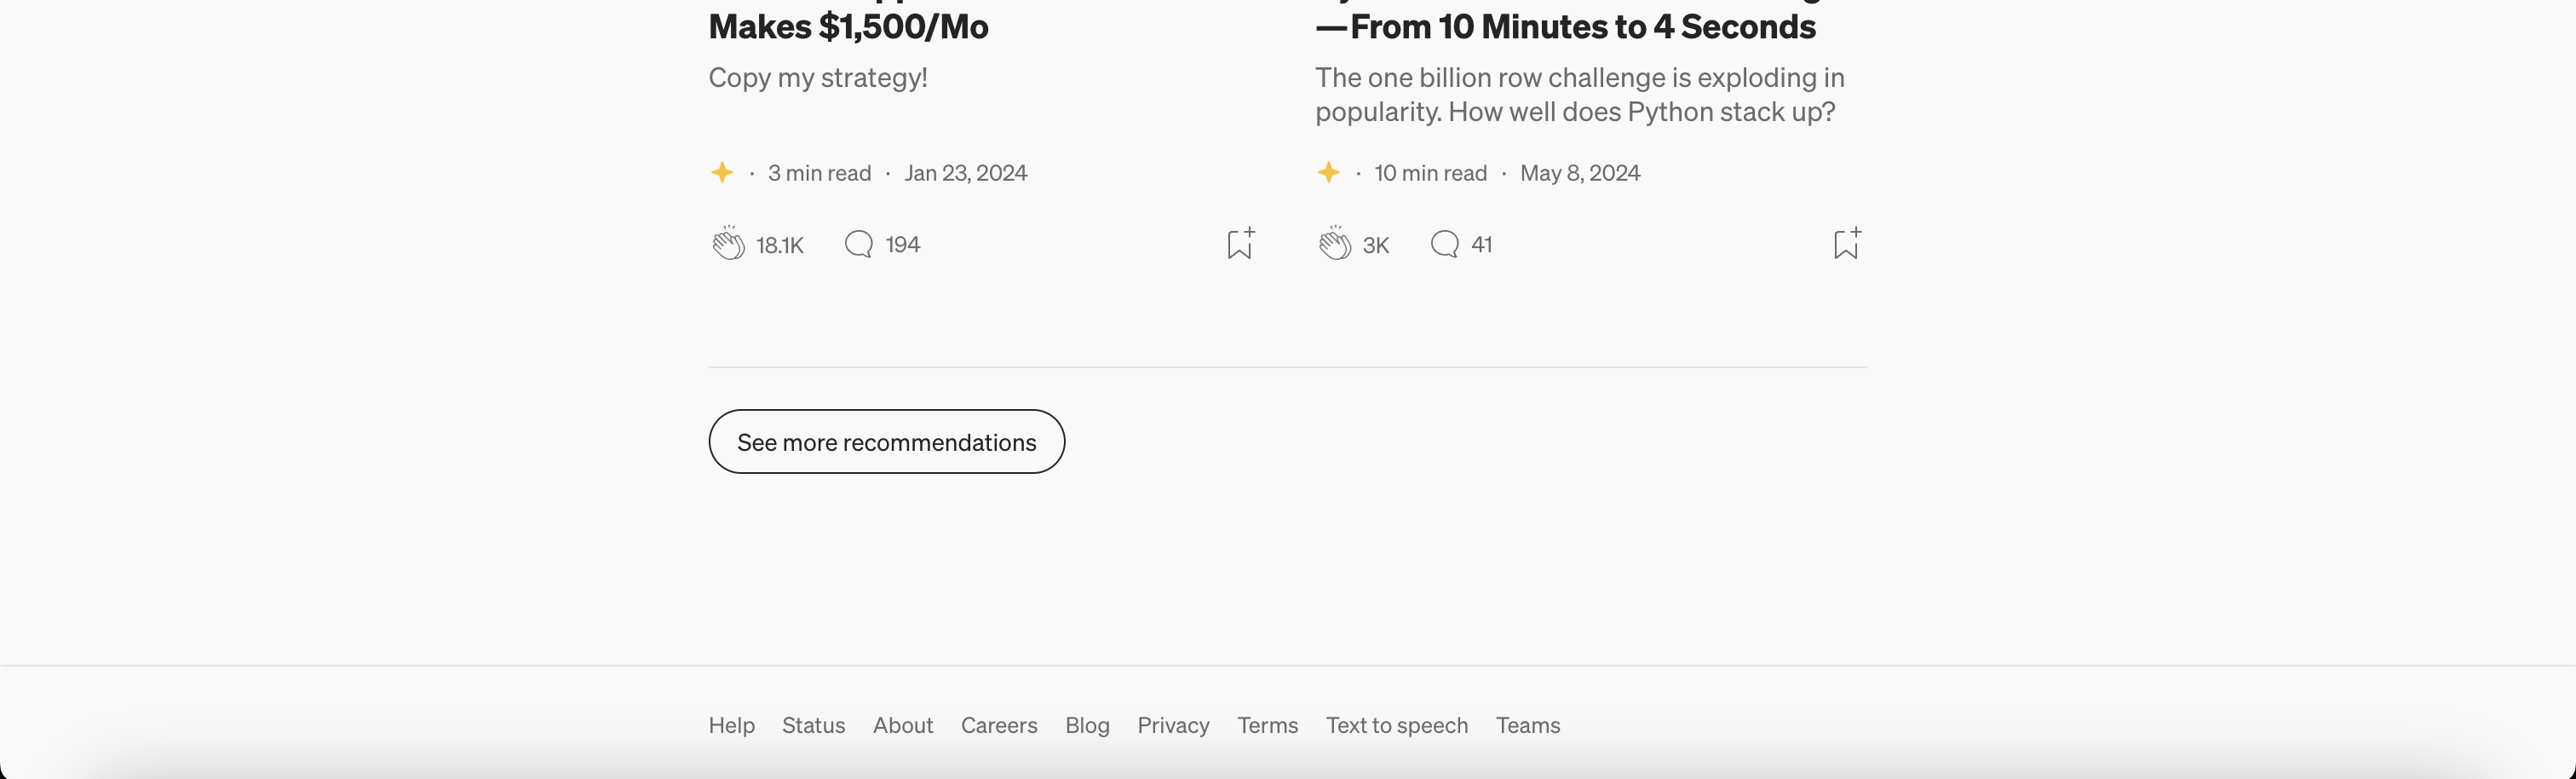 Makes $1,500/Mo
Copy my strategy!
3 min read · Jan 23, 2024
18.1K 194
—From 10 Minutes to 4 Seconds
The one billion row challenge is exploding in
popularity. How well does Python stack up?
10 min read · May 8, 2024
3K 41
See more recommendations
Help Status About Careers Blog Privacy Terms Text to speech Teams